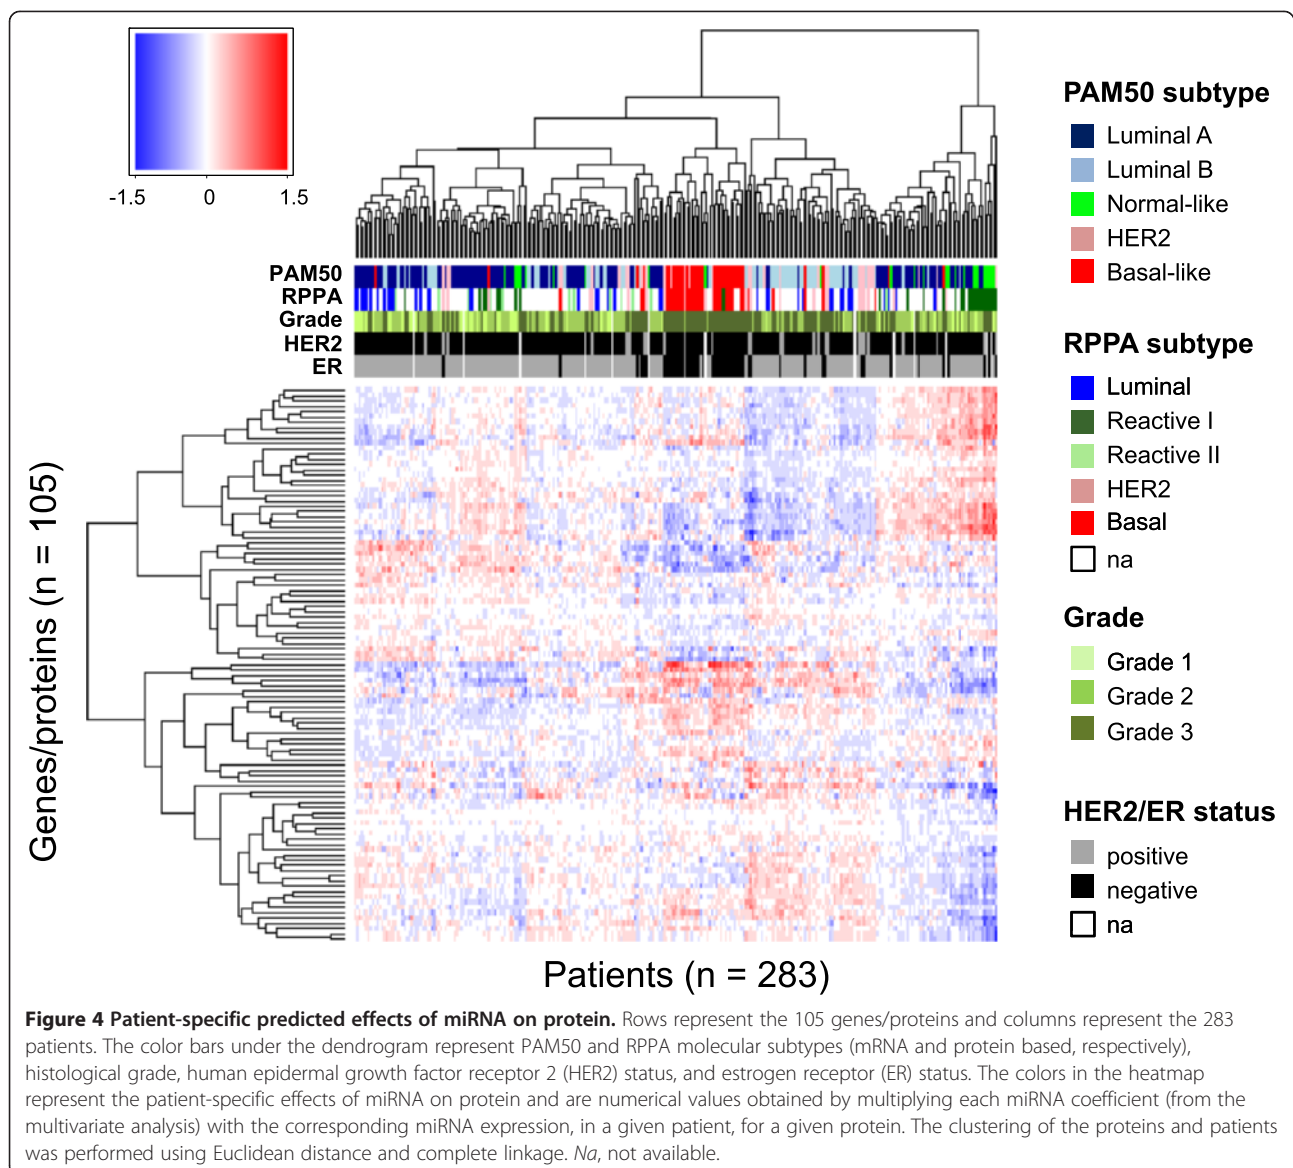 -1.5 0 1.5
PAM50
RPPA
Grade
HER2
ER
Genes/proteins (n = 105)
Patients (n = 283)
PAM50 subtype
Luminal A
Luminal B
Normal-like
HER2
Basal-like
RPPA subtype
Luminal
Reactive I
Reactive II
HER2
Basal
na
Grade
Grade 1
Grade 2
Grade 3
HER2/ER status
positive
negative
na
Figure 4 Patient-specific predicted effects of miRNA on protein. Rows represent the 105 genes/proteins and columns represent the 283
patients. The color bars under the dendrogram represent PAM50 and RPPA molecular subtypes (mRNA and protein based, respectively),
histological grade, human epidermal growth factor receptor 2 (HER2) status, and estrogen receptor (ER) status. The colors in the heatmap
represent the patient-specific effects of miRNA on protein and are numerical values obtained by multiplying each miRNA coefficient (from the
multivariate analysis) with the corresponding miRNA expression, in a given patient, for a given protein. The clustering of the proteins and patients
was performed using Euclidean distance and complete linkage. Na, not available.